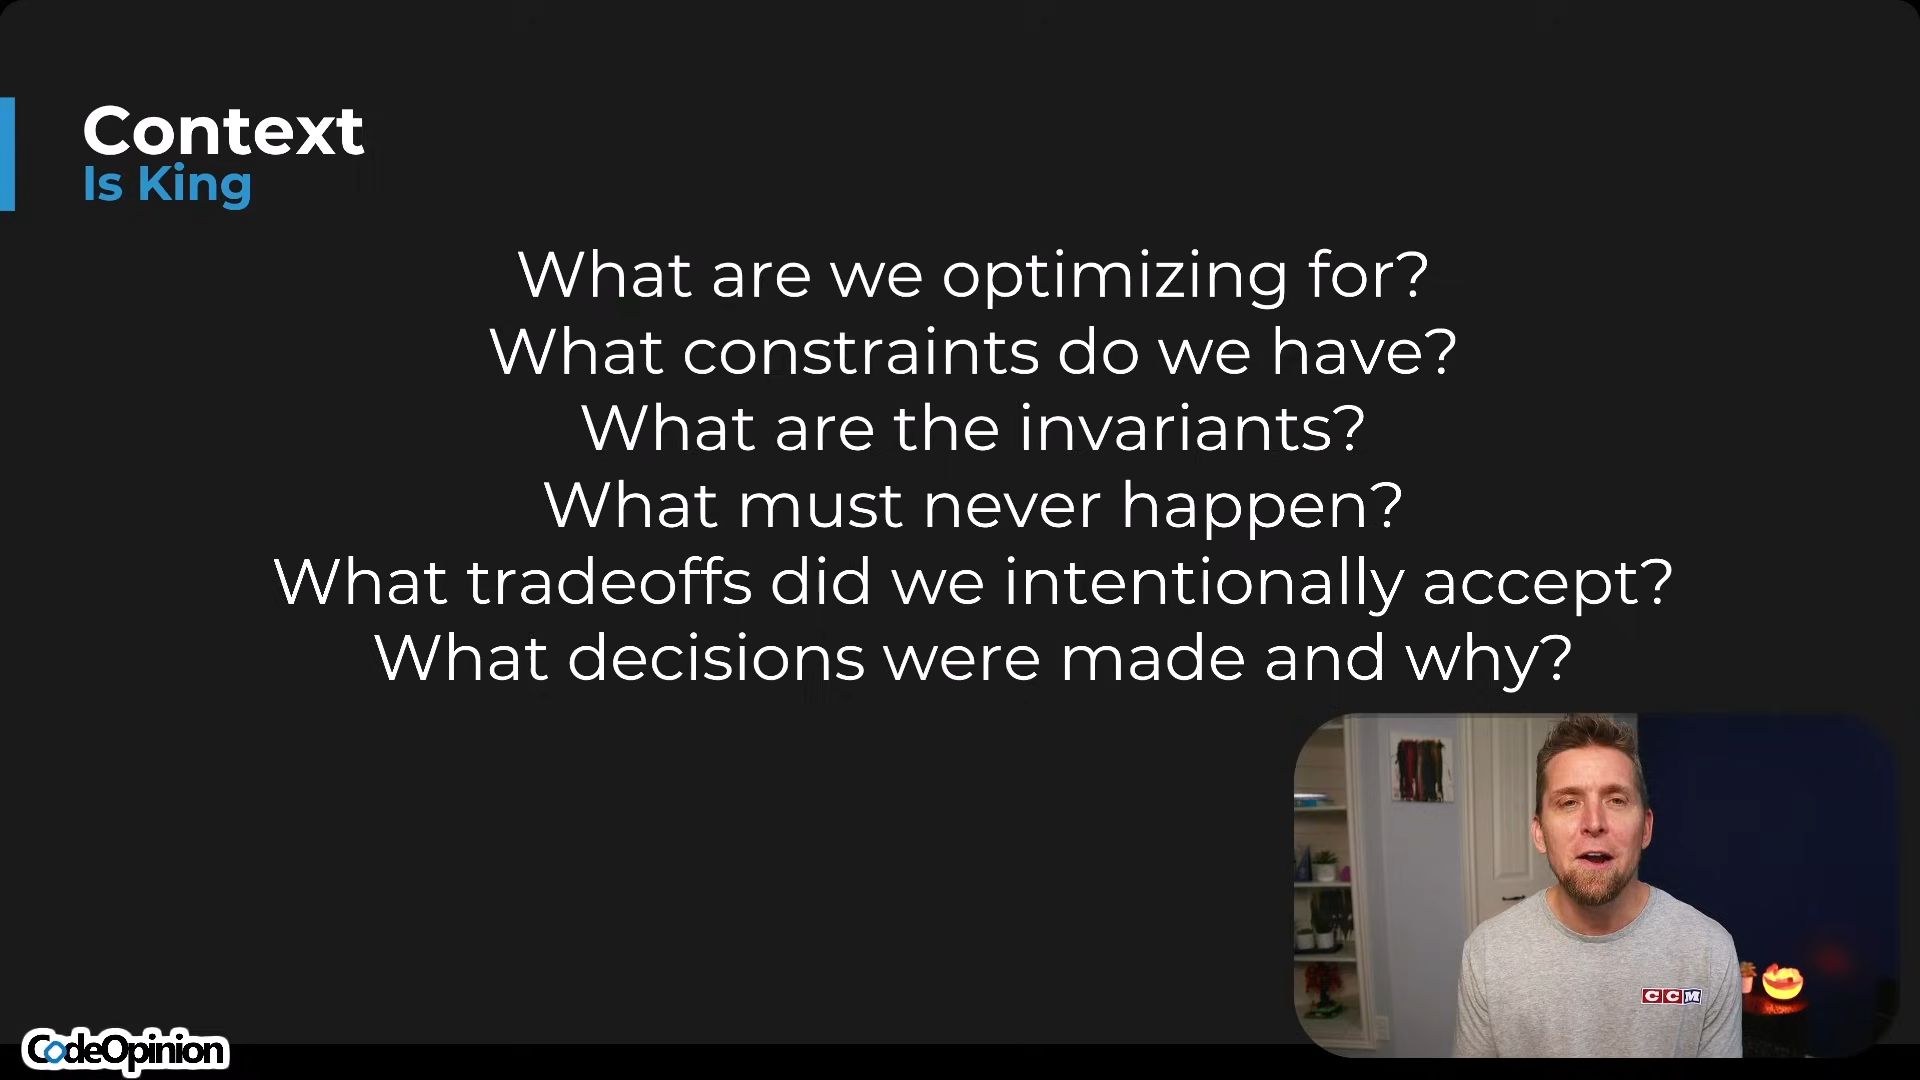 Context
Is King
What are we optimizing for?
What constraints do we have?
What are the invariants?
What must never happen?
What tradeoffs did we intentionally accept?
What decisions were made and why?
CCM
CodeOpinion